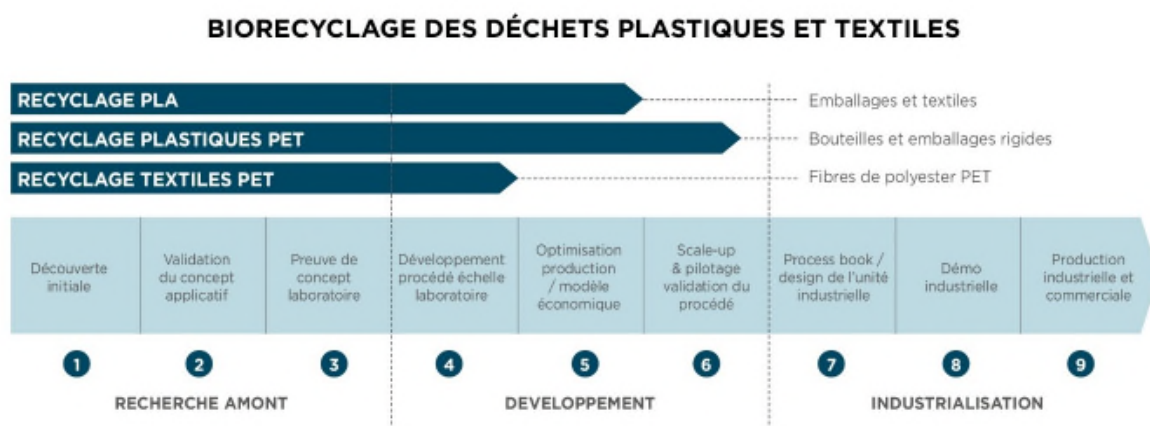 BIORECYCLAGE DES DÉCHETS PLASTIQUES ET TEXTILES
RECYCLAGE PLA
Emballages et textiles
RECYCLAGE PLASTIQUES PET
Bouteilles et emballages rigides
RECYCLAGE TEXTILES PET
Fibres de polyester PET
Découverte
initiale
Validation
du concept
applicatif
Preuve de
concept
laboratoire
Développement
procédé échelle
laboratoire
Optimisation
production
/ modèle
économique
Scale-up
& pilotage
validation du
procédé
Process book /
design de l'unité
industrielle
Démo
industrielle
Production
industrielle et
commerciale
1
2
3
4
5
6
7
8
9
RECHERCHE AMONT
DEVELOPPEMENT
INDUSTRIALISATION